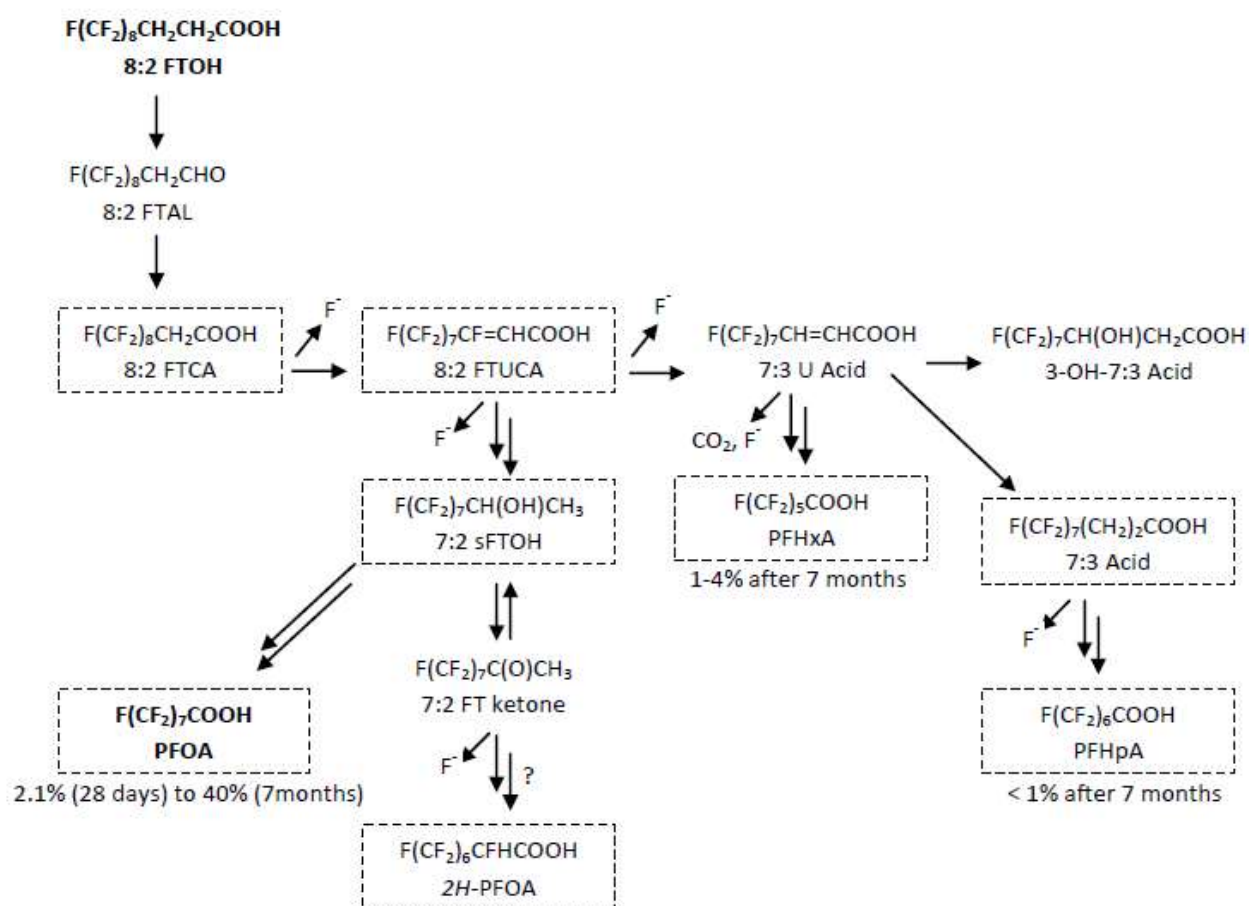 F(CF₂)₈CH₂CH₂COOH
8:2 FTOH
F(CF₂)₈CH₂CHO
8:2 FTAL
F(CF₂)₈CH₂COOH
8:2 FTCA
F⁻
F(CF₂)₇CF=CHCOOH
8:2 FTUCA
F⁻
F(CF₂)₇CH=CHCOOH
7:3 U Acid
F(CF₂)₇CH(OH)CH₂COOH
3-OH-7:3 Acid
F⁻
F(CF₂)₇CH(OH)CH₃
7:2 sFTOH
CO₂, F⁻
F(CF₂)₅COOH
PFHxA
1-4% after 7 months
F(CF₂)₇(CH₂)₂COOH
7:3 Acid
F⁻
F(CF₂)₆COOH
PFHpA
< 1% after 7 months
F(CF₂)₇COOH
PFOA
2.1% (28 days) to 40% (7months)
F(CF₂)₇C(O)CH₃
7:2 FT ketone
F⁻
?
F(CF₂)₆CFHCOOH
2H-PFOA